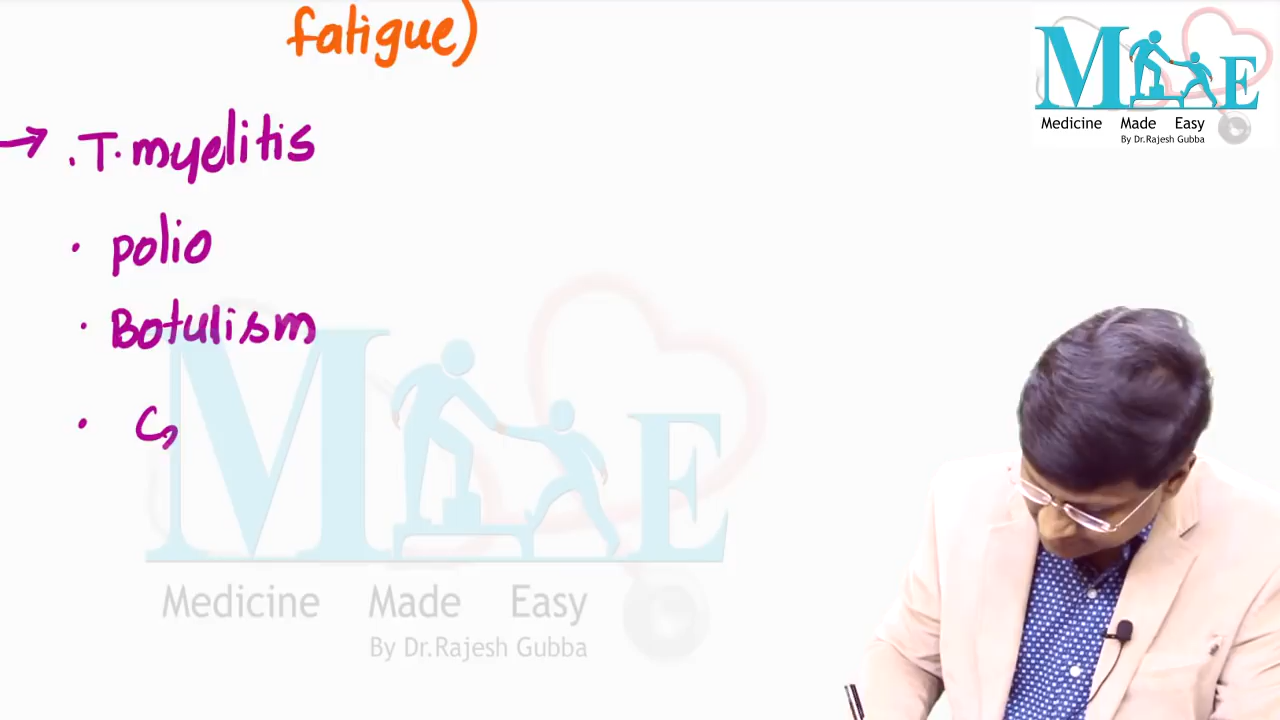 fatigue)
→ . T. myelitis
• polio
• Botulism
•
M E
Medicine Made Easy
By Dr.Rajesh Gubba
M E
Medicine Made Easy
By Dr.Rajesh Gubba